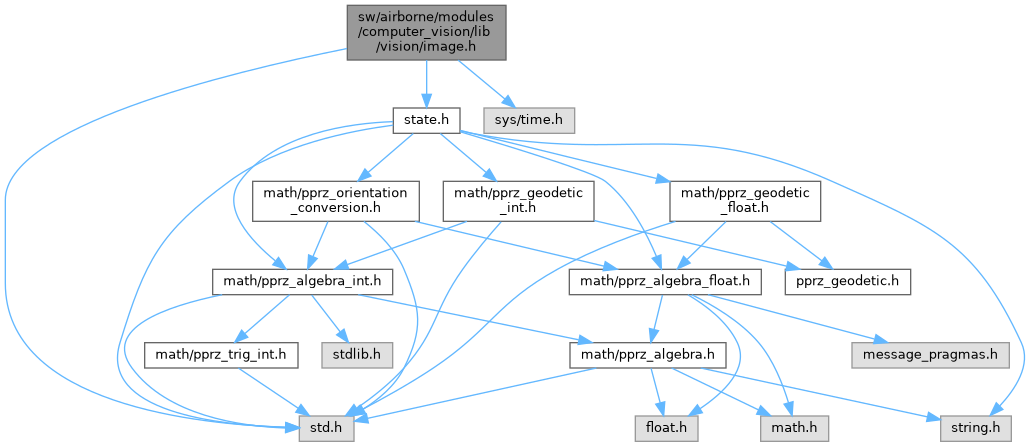 sw/airborne/modules
/computer_vision/lib
/vision/image.h
state.h
sys/time.h
math/pprz_orientation
_conversion.h
math/pprz_geodetic
_int.h
math/pprz_geodetic
_float.h
math/pprz_algebra_int.h
math/pprz_algebra_float.h
pprz_geodetic.h
math/pprz_trig_int.h
stdlib.h
math/pprz_algebra.h
message_pragmas.h
std.h
float.h
math.h
string.h